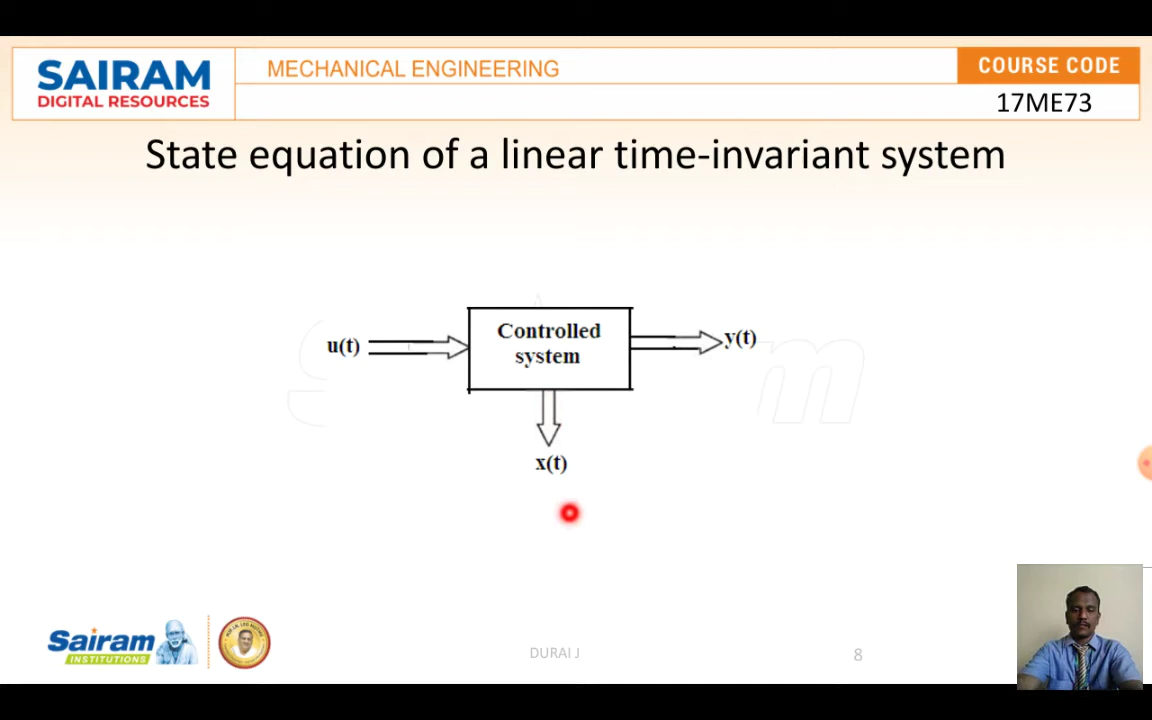 SAIRAM
DIGITAL RESOURCES
MECHANICAL ENGINEERING
COURSE CODE
17ME73
State equation of a linear time-invariant system
u(t)
Controlled
system
y(t)
x(t)
Sairam
INSTITUTIONS
DURAI J
8